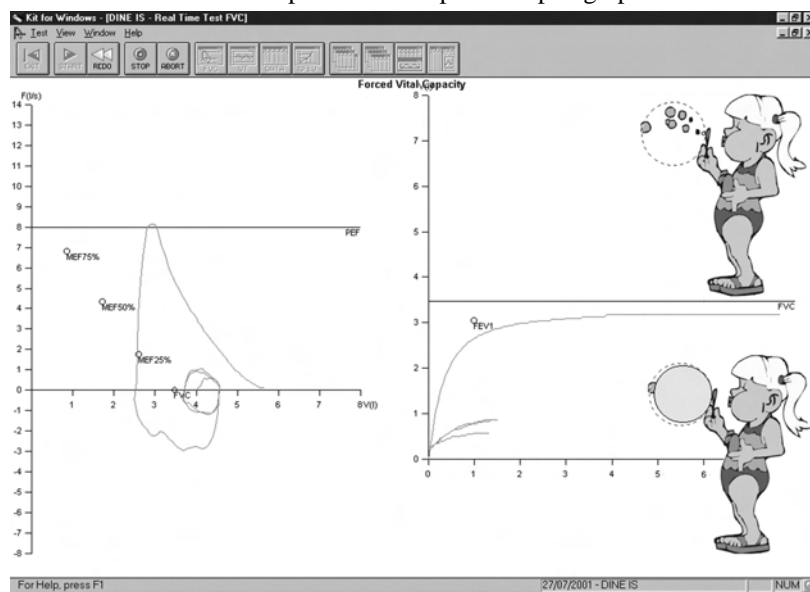 Kit for Windows - [DINE IS - Real Time Test FVC]
Test View Window Help
EXIT START REDO STOP ABORT FVC VT DATA
Forced Vital Capacity
F(l/s)
14
13
12
11
10
9
8
7
6
5
4
3
2
1
0
-1
-2
-3
-4
-5
-6
-7
-8
PEF
MEF75%
MEF50%
MEF25%
FVC
1 2 3 4 5 6 7 8V(l)
8
7
6
5
4
3
2
1
0
FVC
FEV1
0 1 2 3 4 5 6
For Help, press F1
27/07/2001 - DINE IS
NUM